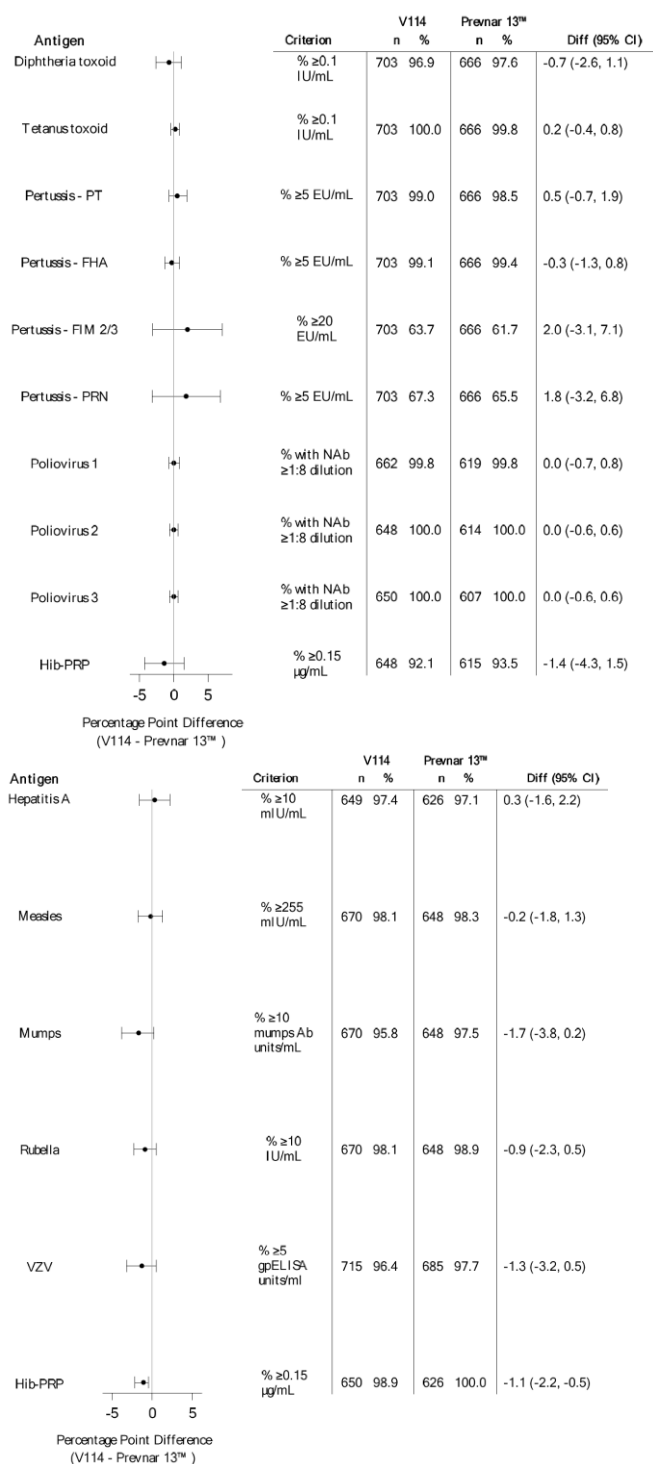 V114 Prevnar 13™
Antigen Criterion n % n % Diff (95% CI)
Diphtheria toxoid % ≥0.1 IU/mL 703 96.9 666 97.6 -0.7 (-2.6, 1.1)
Tetanus toxoid % ≥0.1 IU/mL 703 100.0 666 99.8 0.2 (-0.4, 0.8)
Pertussis - PT % ≥5 EU/mL 703 99.0 666 98.5 0.5 (-0.7, 1.9)
Pertussis - FHA % ≥5 EU/mL 703 99.1 666 99.4 -0.3 (-1.3, 0.8)
Pertussis - FIM 2/3 % ≥20 EU/mL 703 63.7 666 61.7 2.0 (-3.1, 7.1)
Pertussis - PRN % ≥5 EU/mL 703 67.3 666 65.5 1.8 (-3.2, 6.8)
Poliovirus 1 % with NAb ≥1:8 dilution 662 99.8 619 99.8 0.0 (-0.7, 0.8)
Poliovirus 2 % with NAb ≥1:8 dilution 648 100.0 614 100.0 0.0 (-0.6, 0.6)
Poliovirus 3 % with NAb ≥1:8 dilution 650 100.0 607 100.0 0.0 (-0.6, 0.6)
Hib-PRP % ≥0.15 µg/mL 648 92.1 615 93.5 -1.4 (-4.3, 1.5)
-5 0 5
Percentage Point Difference
(V114 - Prevnar 13™ )
V114 Prevnar 13™
Antigen Criterion n % n % Diff (95% CI)
Hepatitis A % ≥10 mIU/mL 649 97.4 626 97.1 0.3 (-1.6, 2.2)
Measles % ≥255 mIU/mL 670 98.1 648 98.3 -0.2 (-1.8, 1.3)
Mumps % ≥10 mumps Ab units/mL 670 95.8 648 97.5 -1.7 (-3.8, 0.2)
Rubella % ≥10 IU/mL 670 98.1 648 98.9 -0.9 (-2.3, 0.5)
VZV % ≥5 gpELISA units/ml 715 96.4 685 97.7 -1.3 (-3.2, 0.5)
Hib-PRP % ≥0.15 µg/mL 650 98.9 626 100.0 -1.1 (-2.2, -0.5)
-5 0 5
Percentage Point Difference
(V114 - Prevnar 13™ )